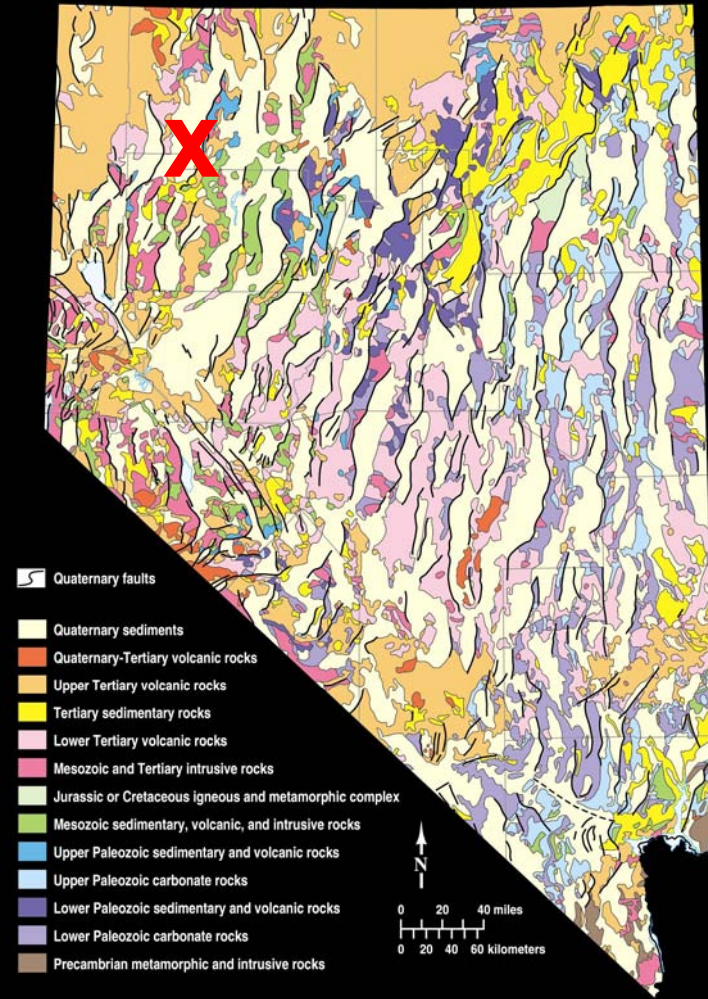 X
Quaternary faults
Quaternary sediments
Quaternary-Tertiary volcanic rocks
Upper Tertiary volcanic rocks
Tertiary sedimentary rocks
Lower Tertiary volcanic rocks
Mesozoic and Tertiary intrusive rocks
Jurassic or Cretaceous igneous and metamorphic complex
Mesozoic sedimentary, volcanic, and intrusive rocks
Upper Paleozoic sedimentary and volcanic rocks
Upper Paleozoic carbonate rocks
Lower Paleozoic sedimentary and volcanic rocks
Lower Paleozoic carbonate rocks
Precambrian metamorphic and intrusive rocks
N
0 20 40 miles
0 20 40 60 kilometers